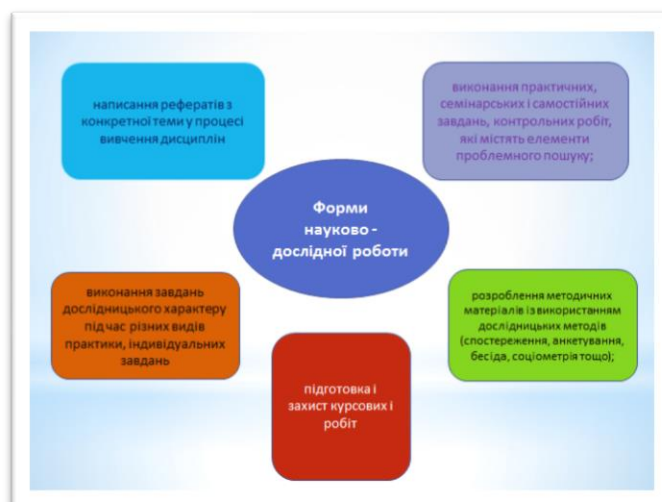 написання рефератів з
конкретної теми у процесі
вивчення дисциплін
виконання практичних,
семінарських і самостійних
завдань, контрольних робіт,
які містять елементи
проблемного пошуку;
Форми
науково -
дослідної роботи
виконання завдань
дослідницького характеру
під час різних видів
практики, індивідуальних
завдань
розроблення методичних
матеріалів із використанням
дослідницьких методів
(спостереження, анкетування,
бесіда, соціометрія тощо);
підготовка і
захист курсових і
робіт